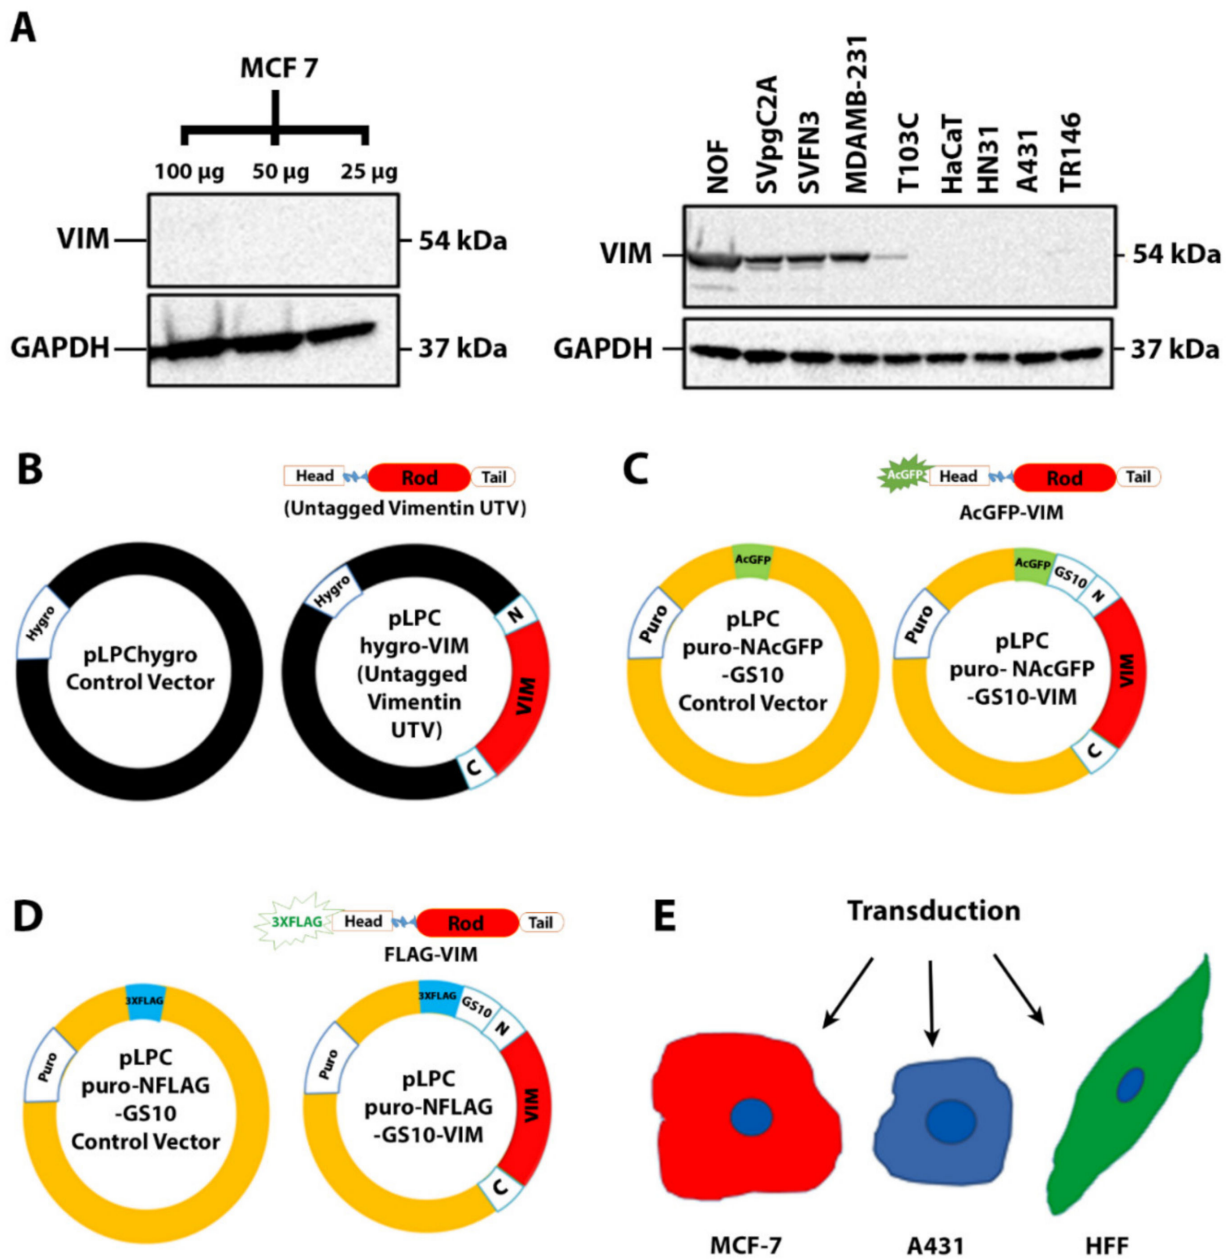 A
MCF 7
100 µg 50 µg 25 µg
VIM
54 kDa
GAPDH
37 kDa
NOF
SVpgC2A
SVFN3
MDAMB-231
T103C
HaCaT
HN31
A431
TR146
VIM
54 kDa
GAPDH
37 kDa
B
Head Rod Tail
(Untagged Vimentin UTV)
Hygro
pLPChygro
Control Vector
Hygro
N
VIM
C
pLPC
hygro-VIM
(Untagged
Vimentin
UTV)
C
AcGFP Head Rod Tail
AcGFP-VIM
AcGFP
Puro
pLPC
puro-NAcGFP
-GS10
Control Vector
AcGFP
GS10
N
Puro
VIM
C
pLPC
puro- NAcGFP
-GS10-VIM
D
3XFLAG Head Rod Tail
FLAG-VIM
3XFLAG
Puro
pLPC
puro-NFLAG
-GS10
Control Vector
3XFLAG
GS10
N
Puro
VIM
C
pLPC
puro-NFLAG
-GS10-VIM
E
Transduction
MCF-7
A431
HFF